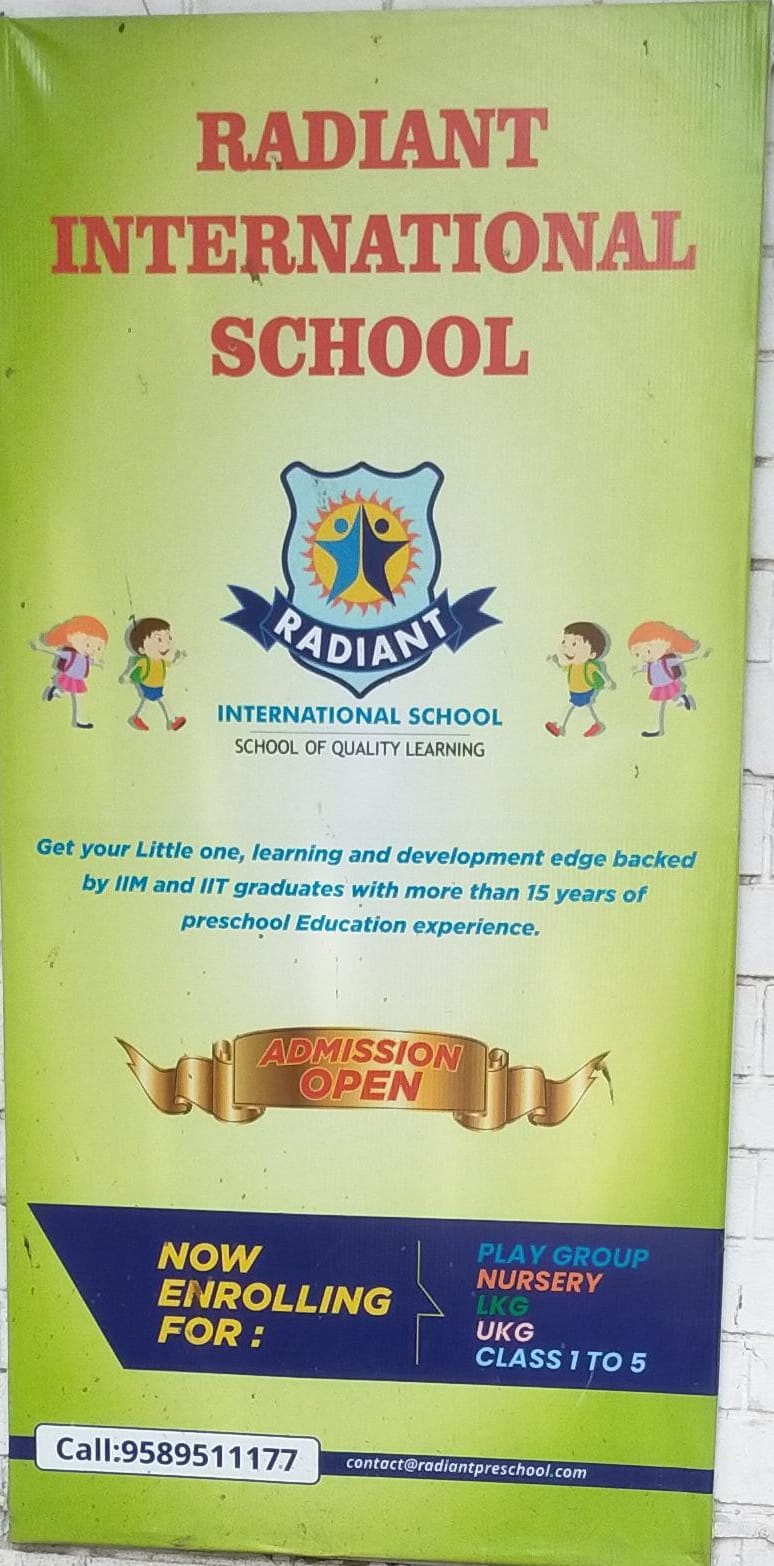 RADIANT
INTERNATIONAL
SCHOOL
RADIANT
INTERNATIONAL SCHOOL
SCHOOL OF QUALITY LEARNING
Get your Little one, learning and development edge backed
by IIM and IIT graduates with more than 15 years of
preschool Education experience.
ADMISSION
OPEN
NOW
ENROLLING
FOR :
PLAY GROUP
NURSERY
LKG
UKG
CLASS 1 TO 5
Call:9589511177
contact@radiantpreschool.com